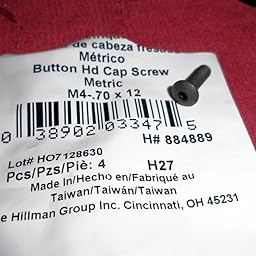 de cabeza fresada
Métrico
Button Hd Cap Screw
Metric
M4-.70 x 12
0 38902 03347 5
H# 884889
Lot# HO7128630
Pcs/Pzs/Piè: 4 H27
Made In/Hecho en/Fabriqué au
Taiwan/Taiwán/Taiwan
e Hillman Group Inc. Cincinnati, OH 45231